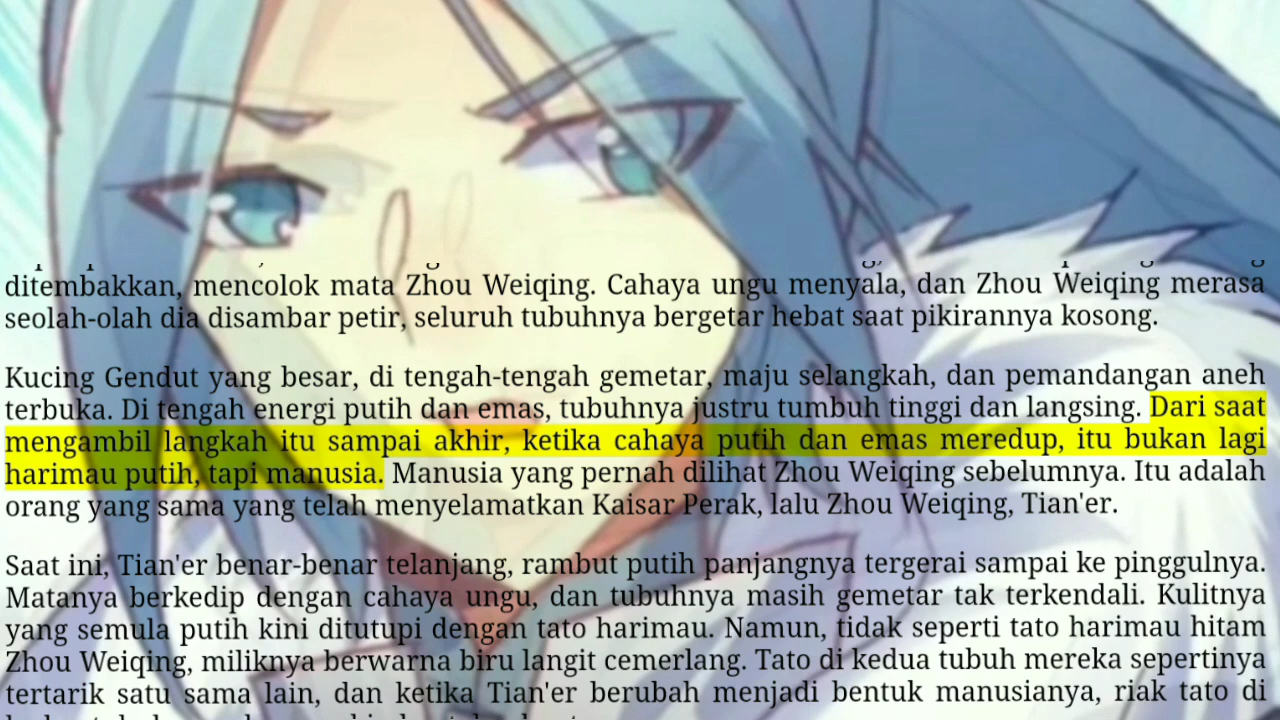 ditembakkan, mencolok mata Zhou Weiqing. Cahaya ungu menyala, dan Zhou Weiqing merasa
seolah-olah dia disambar petir, seluruh tubuhnya bergetar hebat saat pikirannya kosong.
Kucing Gendut yang besar, di tengah-tengah gemetar, maju selangkah, dan pemandangan aneh
terbuka. Di tengah energi putih dan emas, tubuhnya justru tumbuh tinggi dan langsing. Dari saat
mengambil langkah itu sampai akhir, ketika cahaya putih dan emas meredup, itu bukan lagi
harimau putih, tapi manusia. Manusia yang pernah dilihat Zhou Weiqing sebelumnya. Itu adalah
orang yang sama yang telah menyelamatkan Kaisar Perak, lalu Zhou Weiqing, Tian'er.
Saat ini, Tian'er benar-benar telanjang, rambut putih panjangnya tergerai sampai ke pinggulnya.
Matanya berkedip dengan cahaya ungu, dan tubuhnya masih gemetar tak terkendali. Kulitnya
yang semula putih kini ditutupi dengan tato harimau. Namun, tidak seperti tato harimau hitam
Zhou Weiqing, miliknya berwarna biru langit cemerlang. Tato di kedua tubuh mereka sepertinya
tertarik satu sama lain, dan ketika Tian'er berubah menjadi bentuk manusianya, riak tato di